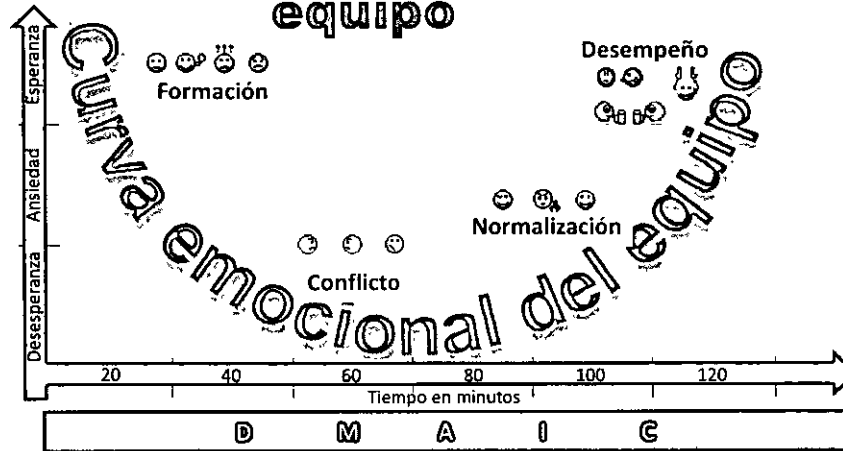 equipo
Curva emocional del equipo
Esperanza
Ansiedad
Desesperanza
Formación
Conflicto
Normalización
Desempeño
20 40 60 80 100 120
Tiempo en minutos
D M A I C